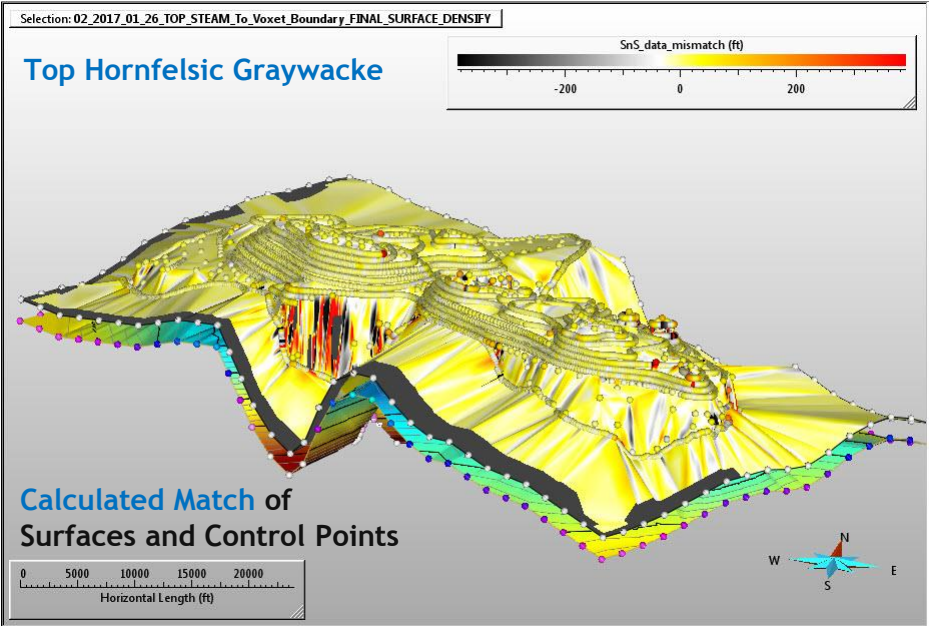 Selection: 02_2017_01_26_TOP_STEAM_To_Voxet_Boundary_FINAL_SURFACE_DENSIFY
Top Hornfelsic Graywacke
SnS_data_mismatch (ft)
-200 0 200
Calculated Match of
Surfaces and Control Points
0 5000 10000 15000 20000
Horizontal Length (ft)
N
W E
S